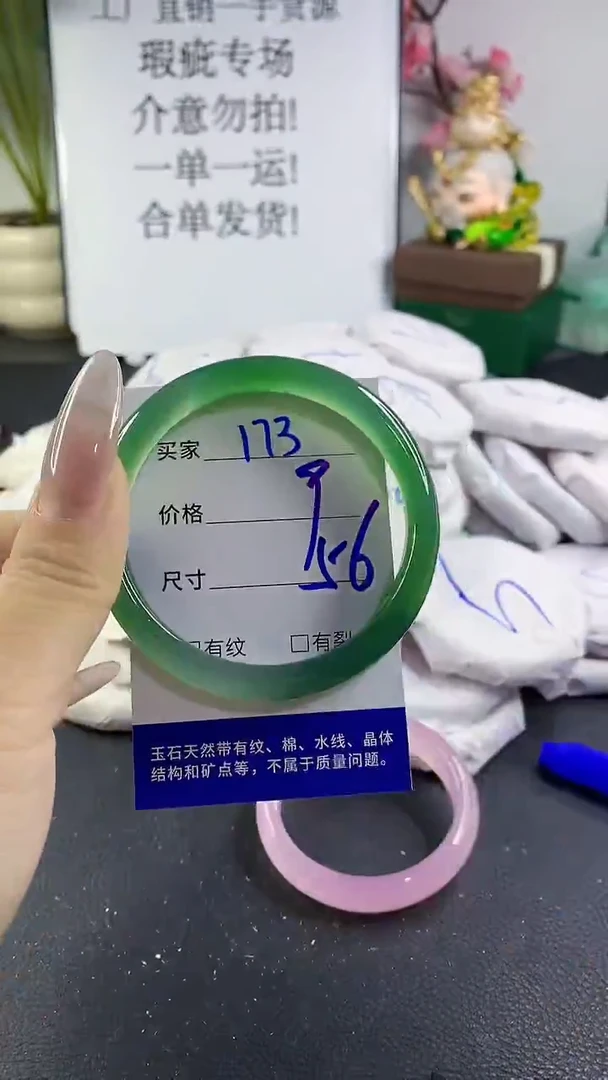 工厂直销一手货源
瑕疵专场
介意勿拍!
一单一运!
合单发货!
买家 173
价格
尺寸 56
□有纹 □有裂
玉石天然带有纹、棉、水线、晶体
结构和矿点等，不属于质量问题。